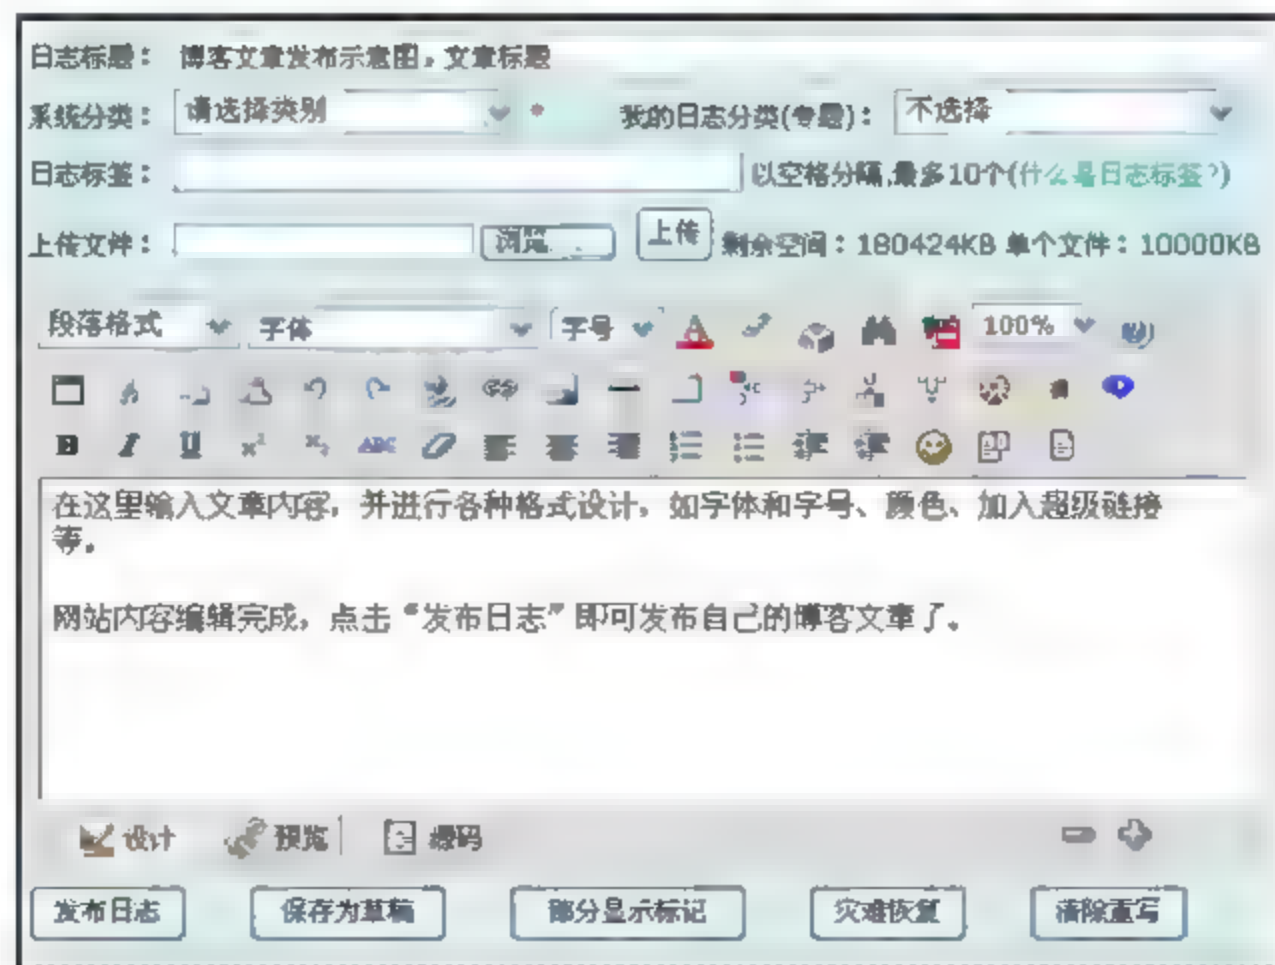 日志标题： 博客文章发布示意图，文章标题
系统分类： 请选择类别 * 我的日志分类(专题)： 不选择
日志标签： 以空格分隔,最多10个(什么是日志标签?)
上传文件： 浏览... 上传 剩余空间：180424KB 单个文件：10000KB
段落格式 字体 字号 A 100%
B I U x² x₂ ABC
在这里输入文章内容，并进行各种格式设计，如字体和字号、颜色、加入超级链接
等。
网站内容编辑完成，点击“发布日志”即可发布自己的博客文章了。
设计 预览 源码
发布日志 保存为草稿 部分显示标记 灾难恢复 清除重写